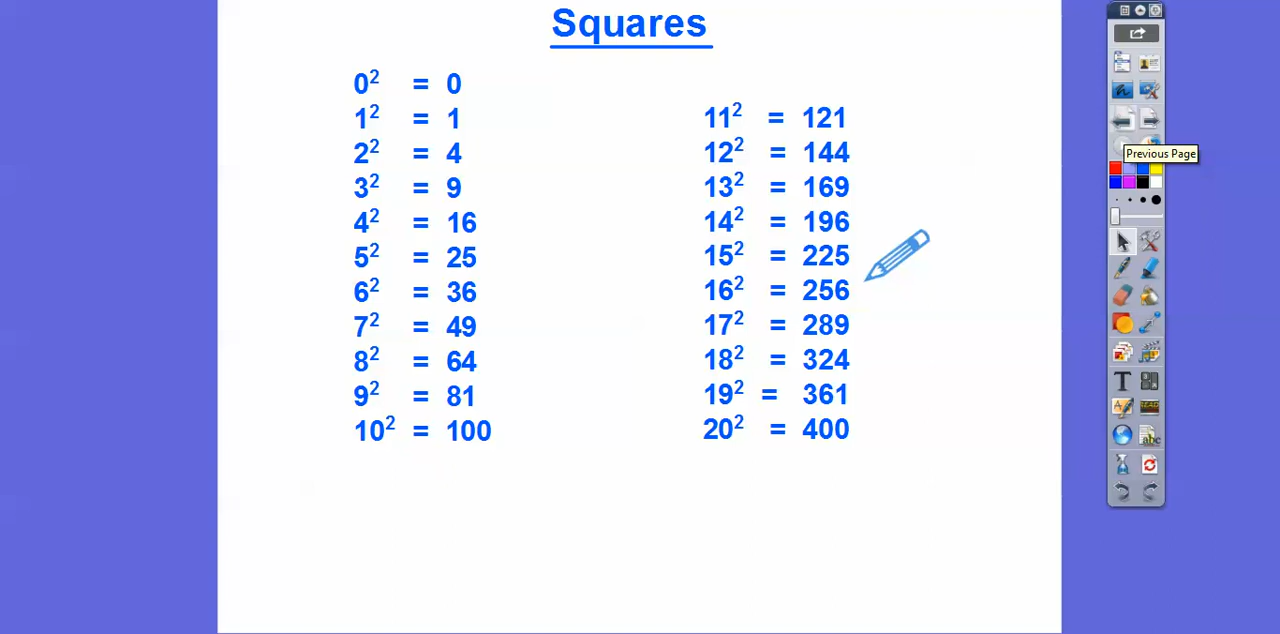 Squares
0² = 0
1² = 1
2² = 4
3² = 9
4² = 16
5² = 25
6² = 36
7² = 49
8² = 64
9² = 81
10² = 100
11² = 121
12² = 144
13² = 169
14² = 196
15² = 225
16² = 256
17² = 289
18² = 324
19² = 361
20² = 400
Previous Page
T
abc